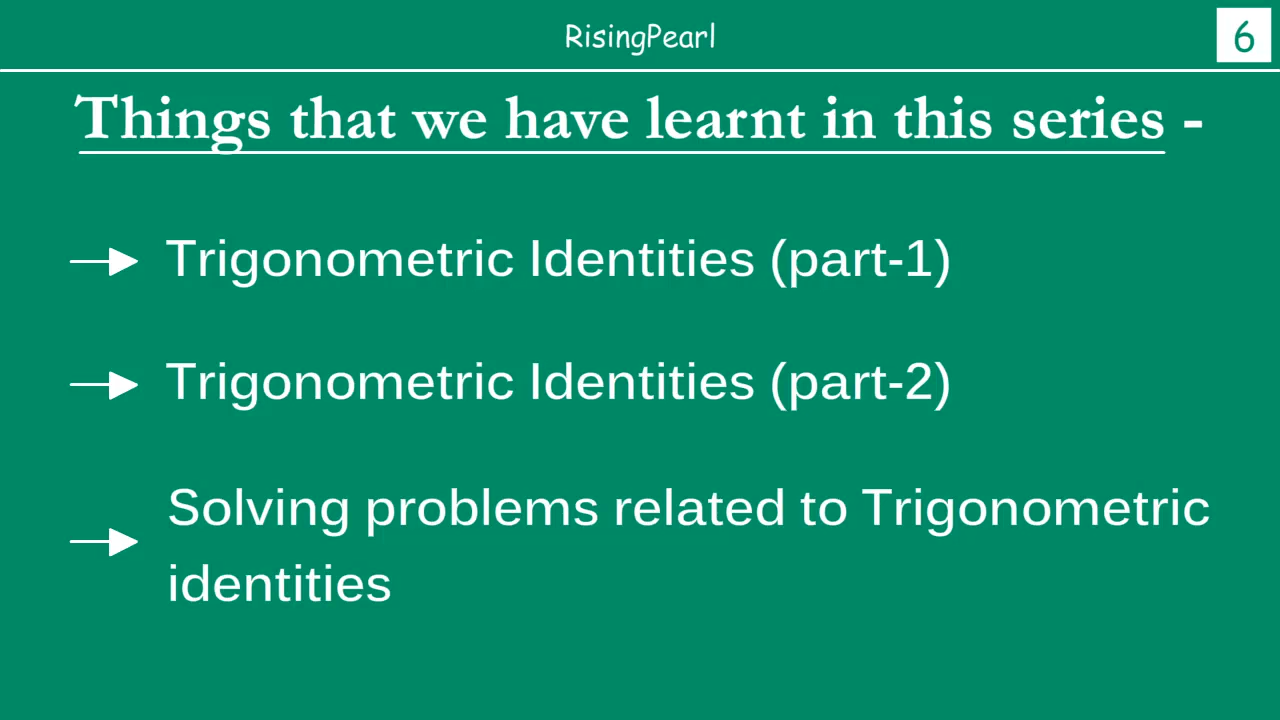 RisingPearl
6
Things that we have learnt in this series -
Trigonometric Identities (part-1)
Trigonometric Identities (part-2)
Solving problems related to Trigonometric
identities